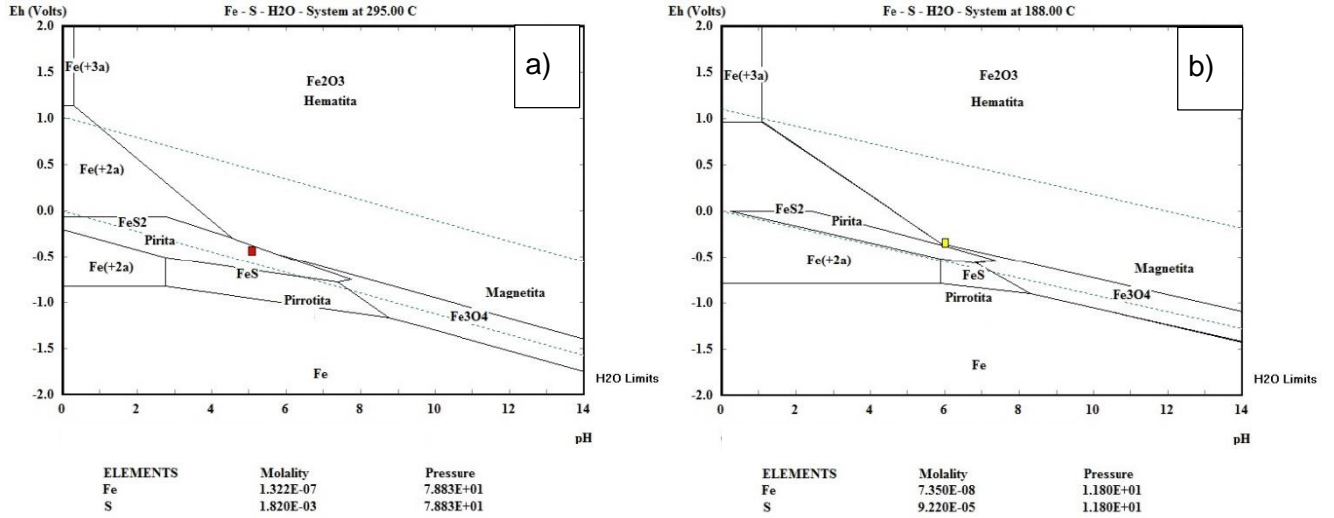 Eh (Volts) Fe - S - H2O - System at 295.00 C
a)
2.0
1.5
1.0
0.5
0.0
-0.5
-1.0
-1.5
-2.0
Fe(+3a)
Fe2O3
Hematita
Fe(+2a)
FeS2
Pirita
Fe(+2a)
FeS
Pirrotita
Magnetita
Fe3O4
Fe
H2O Limits
0 2 4 6 8 10 12 14
pH
ELEMENTS Molality Pressure
Fe 1.322E-07 7.883E+01
S 1.820E-03 7.883E+01
Eh (Volts) Fe - S - H2O - System at 188.00 C
b)
2.0
1.5
1.0
0.5
0.0
-0.5
-1.0
-1.5
-2.0
Fe(+3a)
Fe2O3
Hematita
Fe(+2a)
FeS2
Pirita
Fe(+2a)
FeS
Pirrotita
Magnetita
Fe3O4
Fe
H2O Limits
0 2 4 6 8 10 12 14
pH
ELEMENTS Molality Pressure
Fe 7.350E-08 1.180E+01
S 9.220E-05 1.180E+01